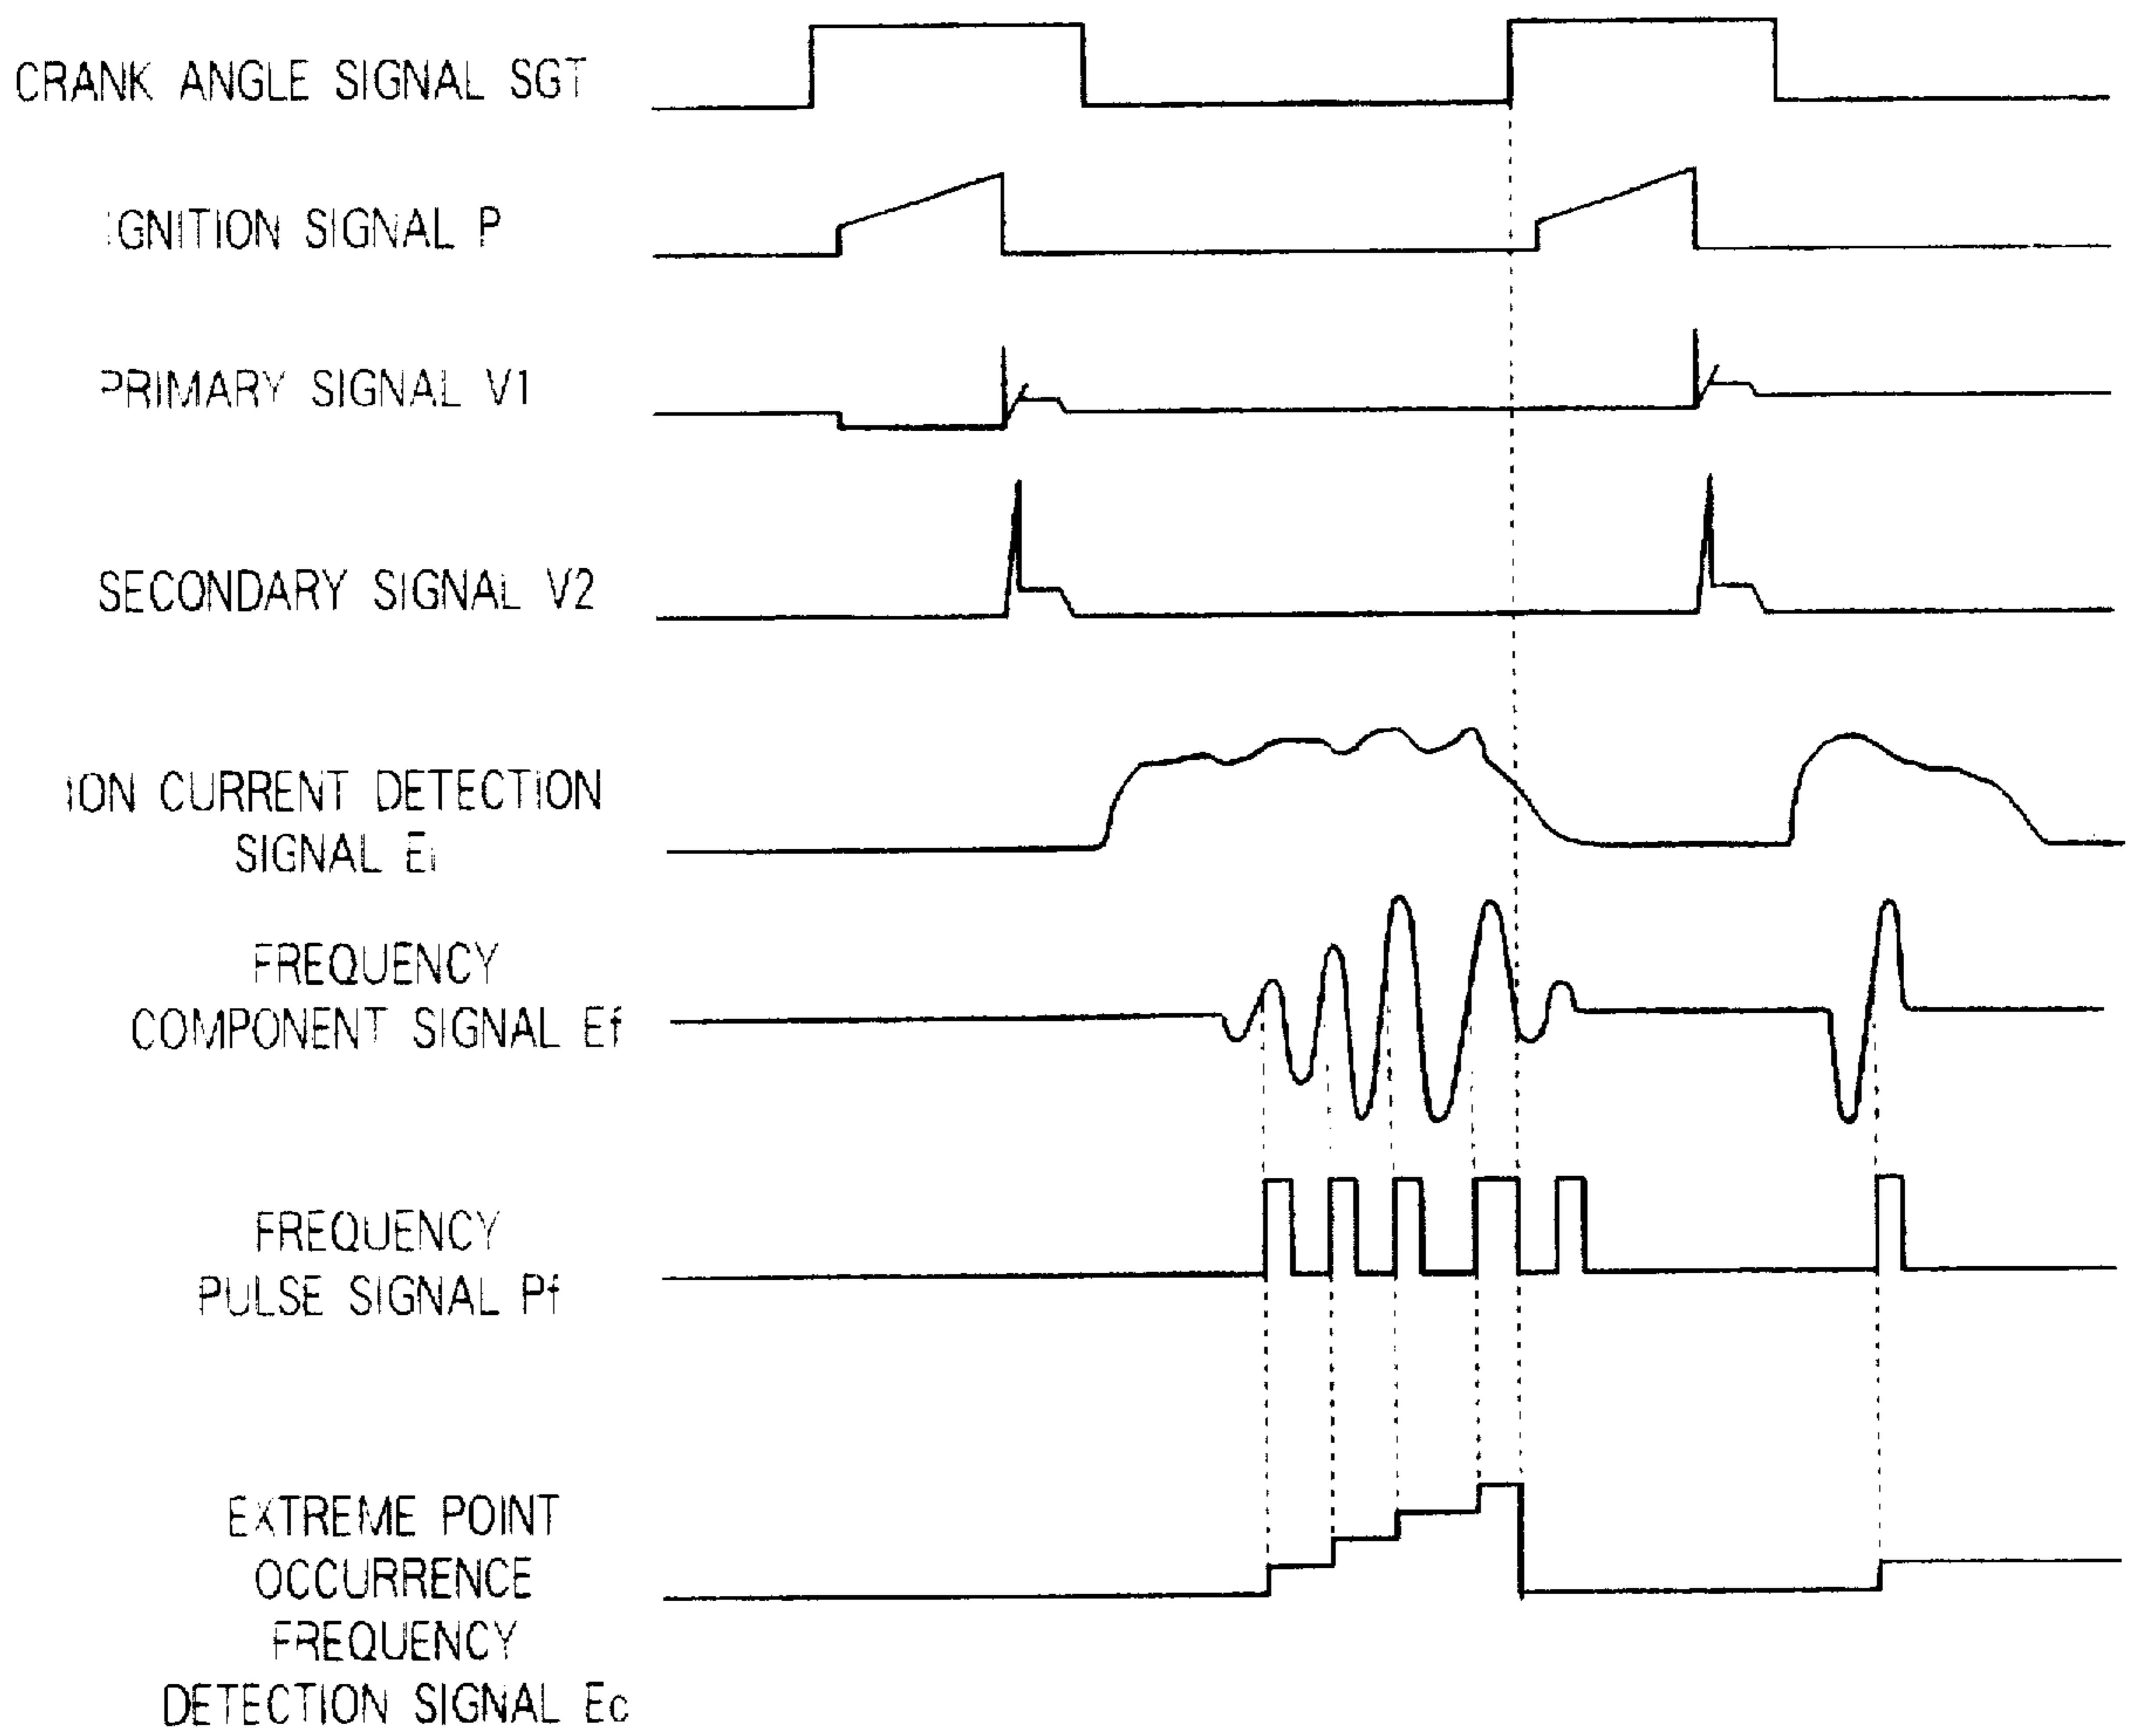 CRANK ANGLE SIGNAL SGT
IGNITION SIGNAL P
PRIMARY SIGNAL V1
SECONDARY SIGNAL V2
ION CURRENT DETECTION
SIGNAL Ei
FREQUENCY
COMPONENT SIGNAL Ef
FREQUENCY
PULSE SIGNAL Pf
EXTREME POINT
OCCURRENCE
FREQUENCY
DETECTION SIGNAL Ec